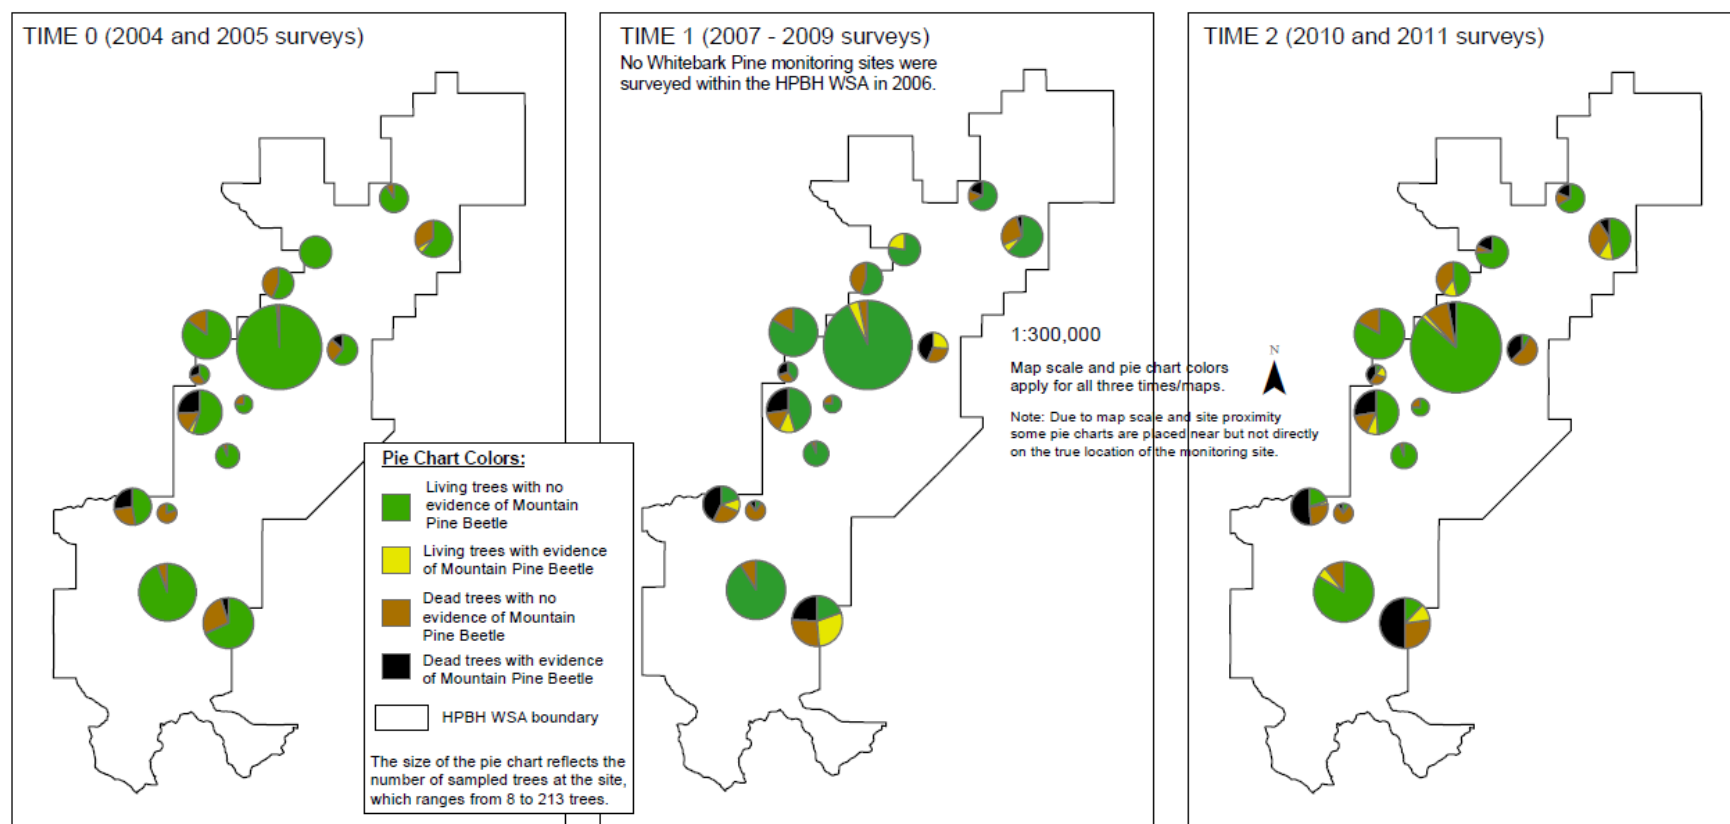 TIME 0 (2004 and 2005 surveys)
TIME 1 (2007 - 2009 surveys)
No Whitebark Pine monitoring sites were
surveyed within the HPBH WSA in 2006.
TIME 2 (2010 and 2011 surveys)
1:300,000
Map scale and pie chart colors
apply for all three times/maps.
Note: Due to map scale and site proximity
some pie charts are placed near but not directly
on the true location of the monitoring site.
N
Pie Chart Colors:
Living trees with no
evidence of Mountain
Pine Beetle
Living trees with evidence
of Mountain Pine Beetle
Dead trees with no
evidence of Mountain
Pine Beetle
Dead trees with evidence
of Mountain Pine Beetle
HPBH WSA boundary
The size of the pie chart reflects the
number of sampled trees at the site,
which ranges from 8 to 213 trees.